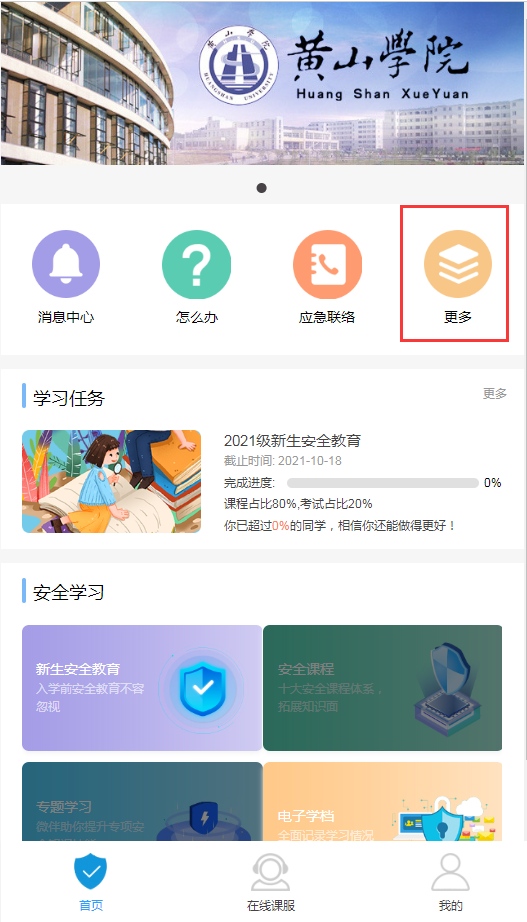 黄山學院
HUANGSHAN UNIVERSITY
Huang Shan XueYuan
消息中心
怎么办
应急联络
更多
学习任务
更多
2021级新生安全教育
截止时间: 2021-10-18
完成进度:
0%
课程占比80%,考试占比20%
你已超过0%的同学，相信你还能做得更好！
安全学习
新生安全教育
入学前安全教育不容
忽视
安全课程
十大安全课程体系，
拓展知识面
专题学习
微伴助你提升专项安
电子学档
全面记录学习情况
首页
在线课服
我的